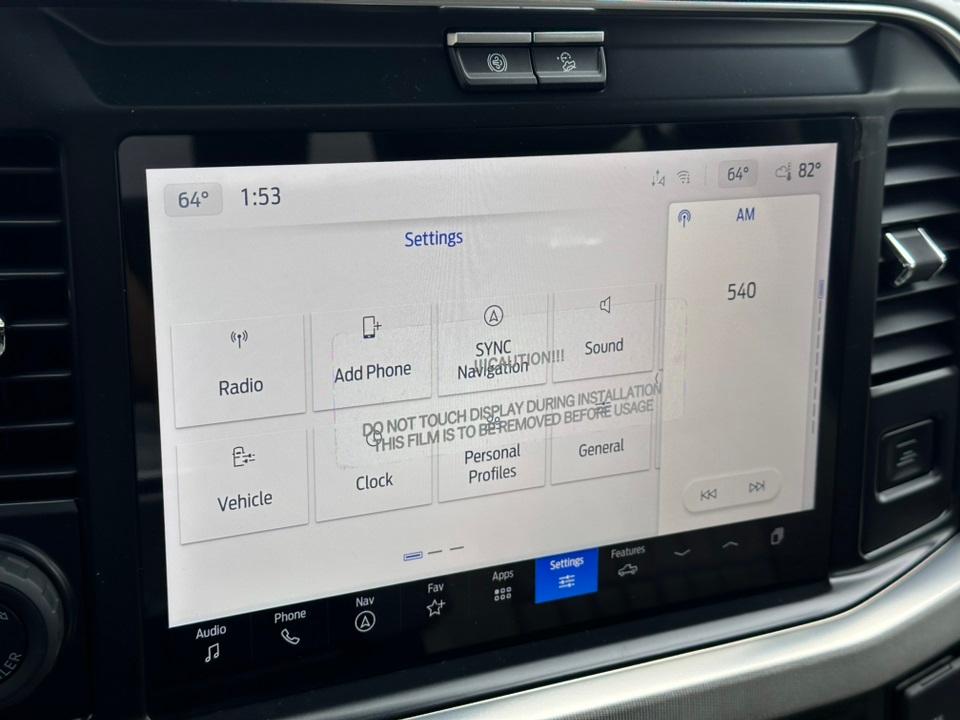 64° 1:53 64° 82°
Settings
AM
540
Radio
Add Phone
SYNC
Navigation
Sound
!!!CAUTION!!!
DO NOT TOUCH DISPLAY DURING INSTALLATION
THIS FILM IS TO BE REMOVED BEFORE USAGE
Vehicle
Clock
Personal
Profiles
General
Audio
Phone
Nav
Fav
Apps
Settings
Features